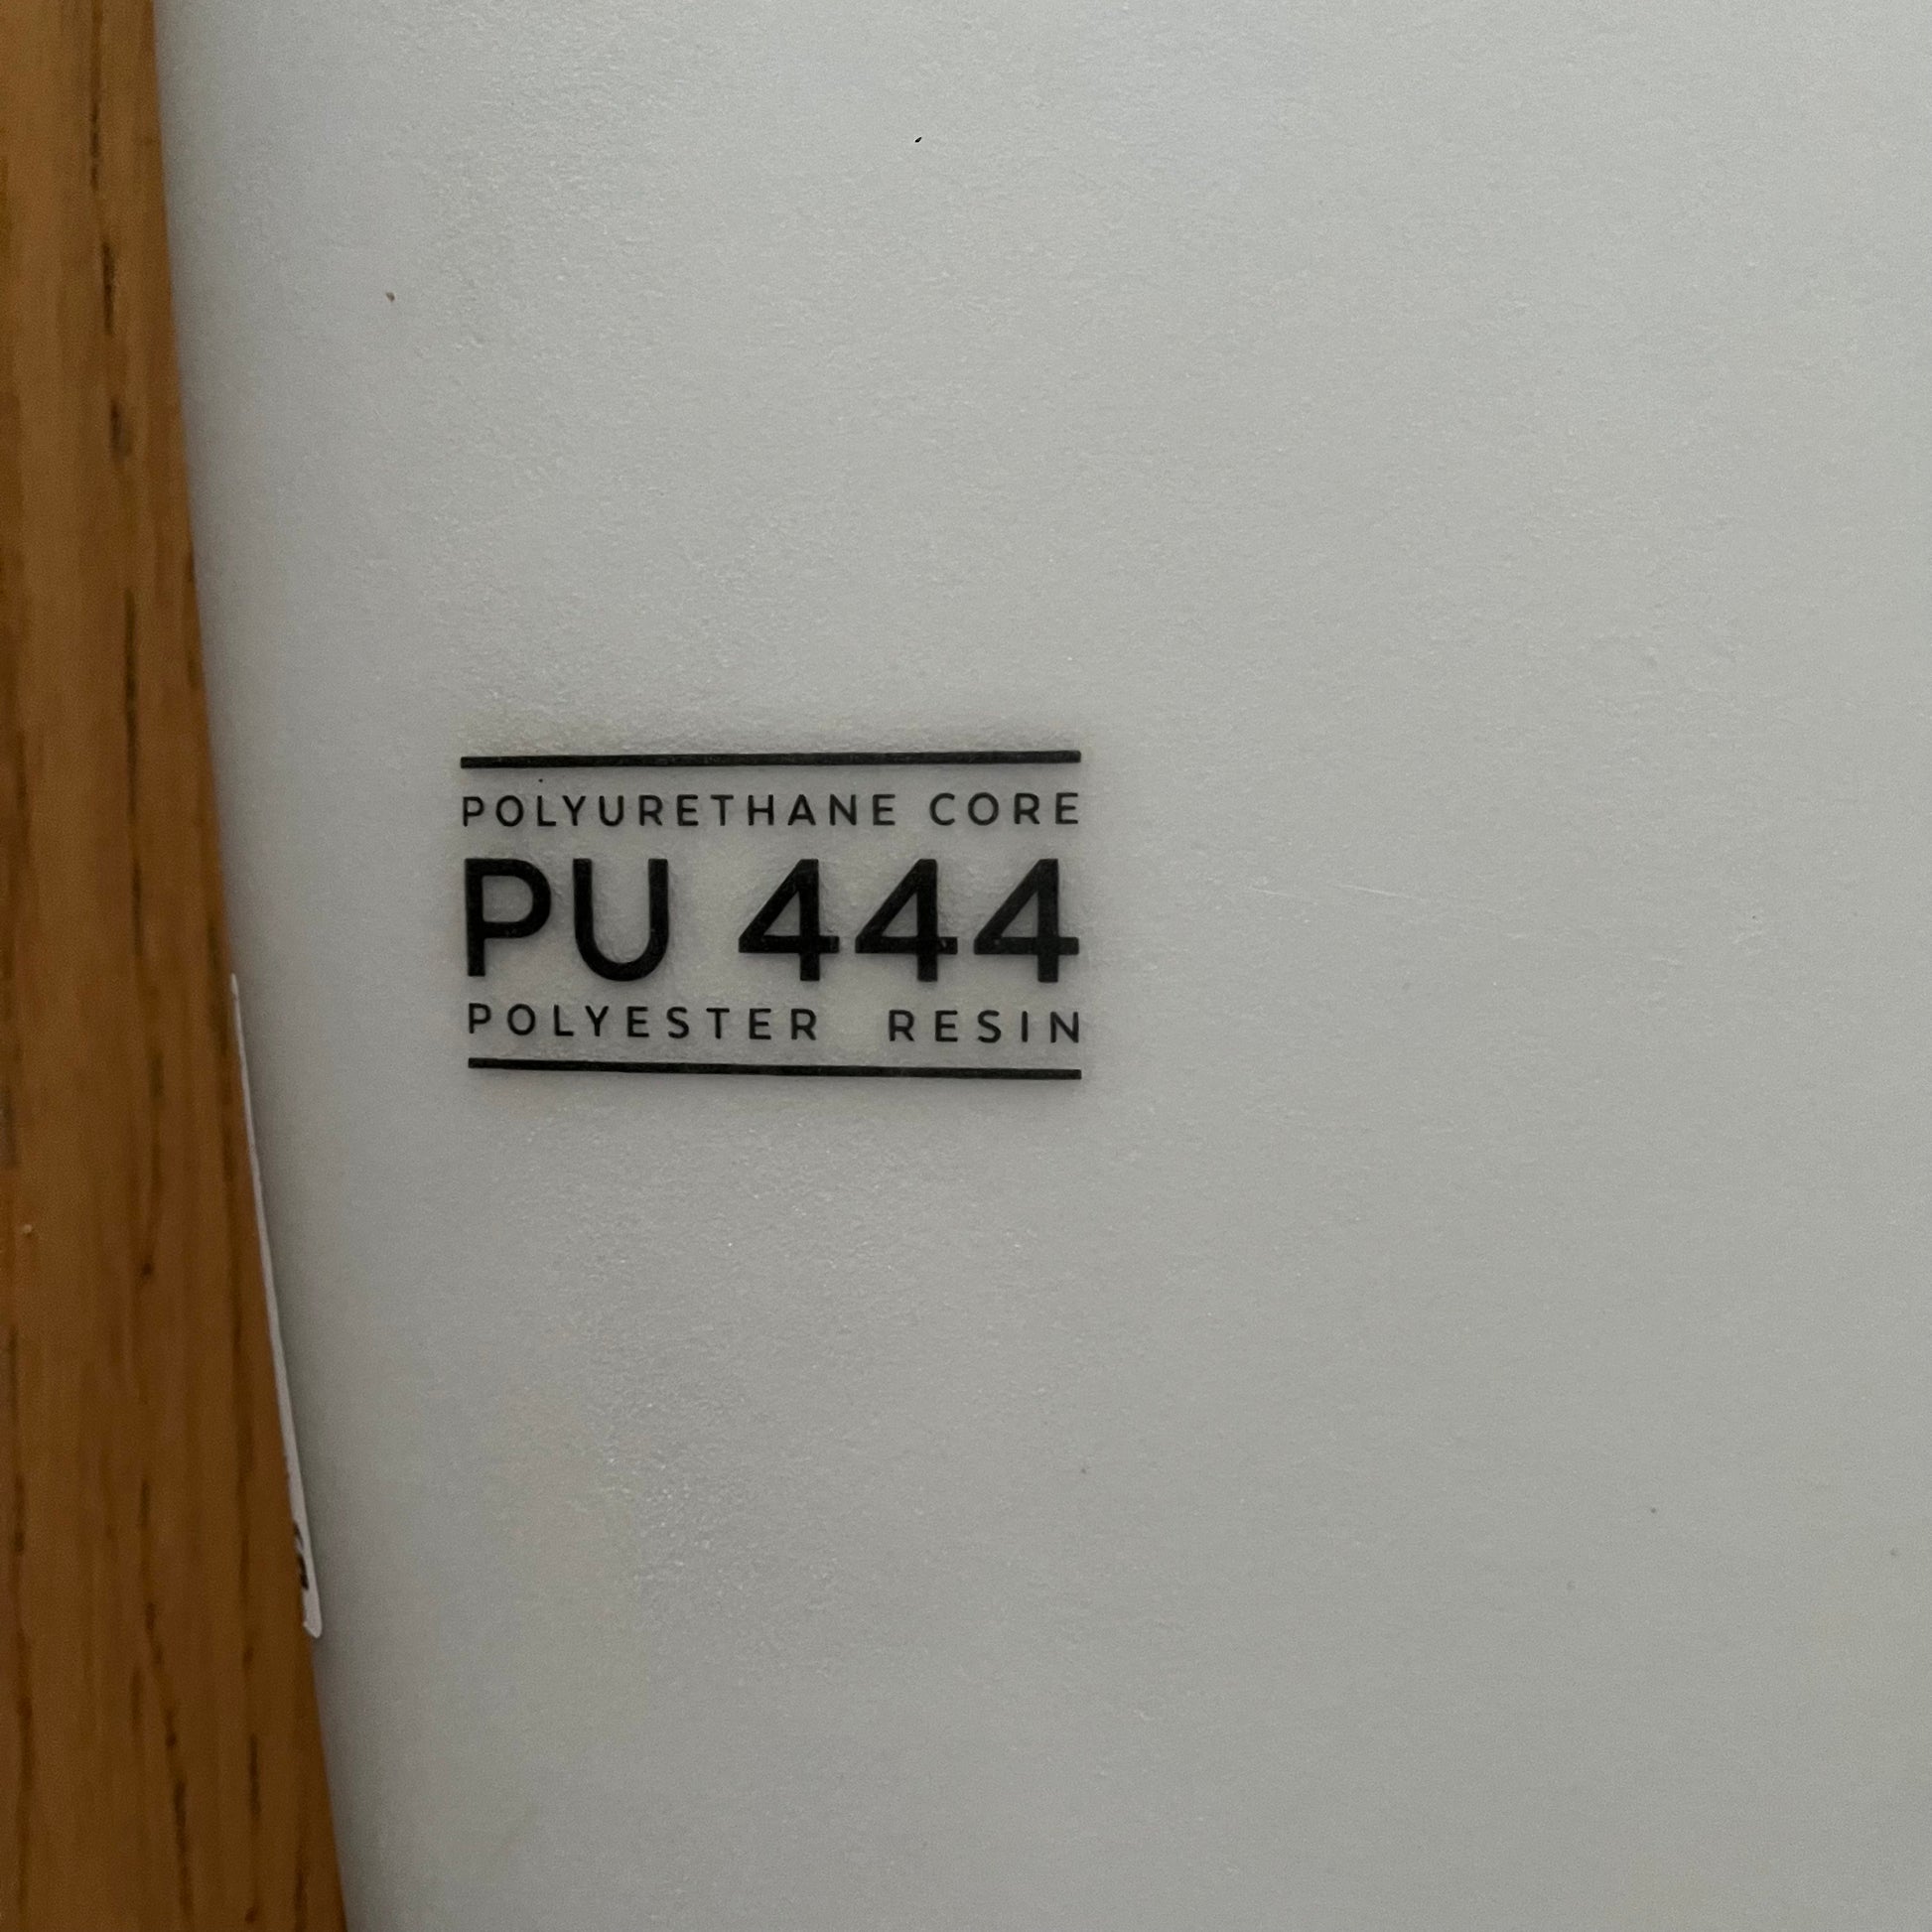 POLYURETHANE CORE
PU 444
POLYESTER RESIN